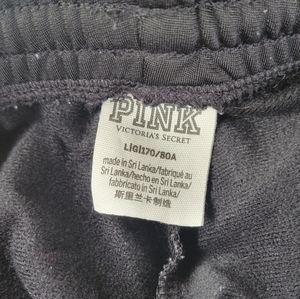 PINK
VICTORIA'S SECRET
L|G|170/80A
made in Sri Lanka/fabriqué au
Sri Lanka/hecho en Sri Lanka/
fabbricato in Sri Lanka/
斯里兰卡制造